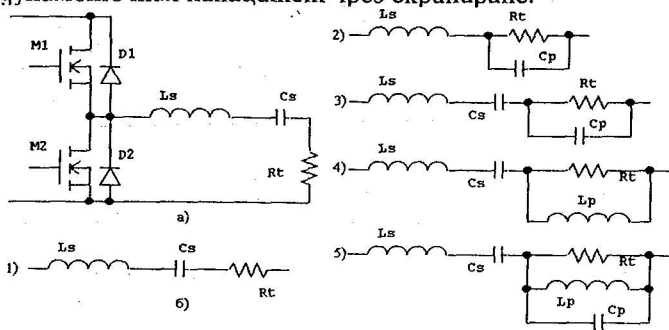 M1
D1
Ls
Cs
M2
D2
Rt
а)
1)
Ls
Cs
Rt
б)
2)
Ls
Rt
Cp
3)
Ls
Cs
Rt
Cp
4)
Ls
Cs
Rt
Lp
5)
Ls
Cs
Rt
Lp
Cp